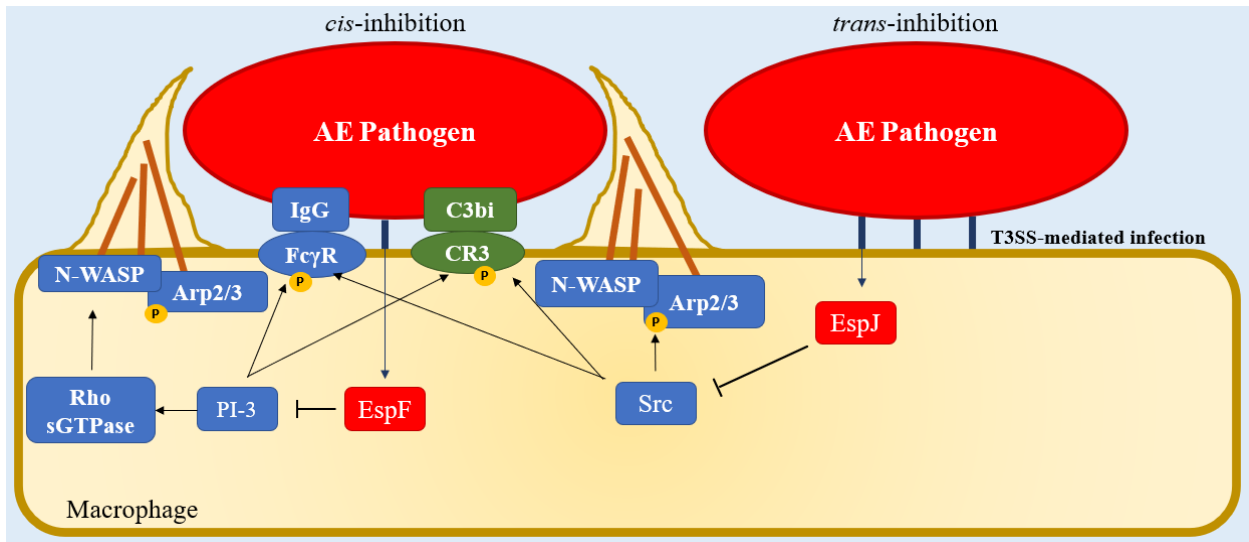 cis-inhibition
trans-inhibition
AE Pathogen
AE Pathogen
IgG
C3bi
T3SS-mediated infection
FcγR
CR3
N-WASP
Arp2/3
P
P
P
N-WASP
Arp2/3
P
EspJ
Rho
sGTPase
PI-3
EspF
Src
Macrophage